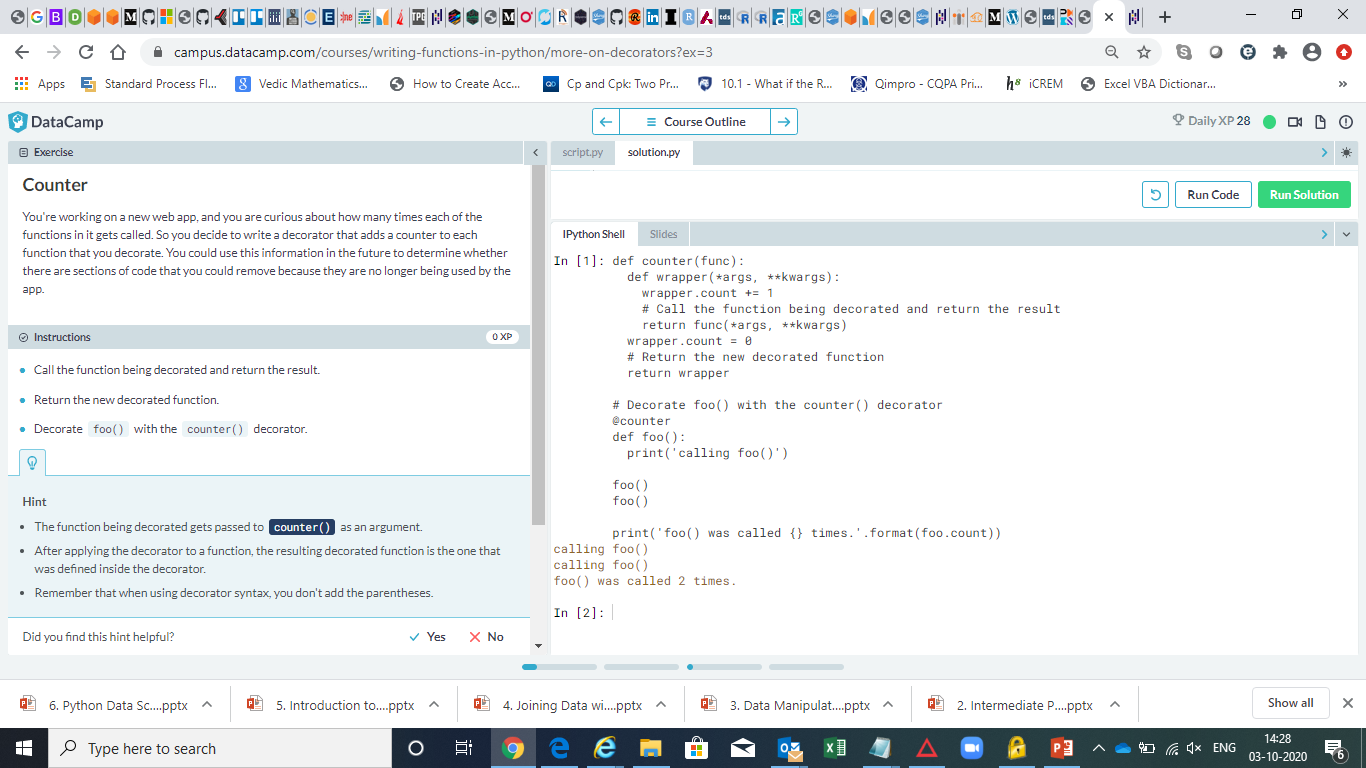 campus.datacamp.com/courses/writing-functions-in-python/more-on-decorators?ex=3
Apps
Standard Process Fl...
Vedic Mathematics...
How to Create Acc...
Cp and Cpk: Two Pr...
10.1 - What if the R...
Qimpro - CQPA Pri...
iCREM
Excel VBA Dictionar...
»
DataCamp
Course Outline
Daily XP 28
Exercise
script.py
solution.py
Counter
You're working on a new web app, and you are curious about how many times each of the
functions in it gets called. So you decide to write a decorator that adds a counter to each
function that you decorate. You could use this information in the future to determine whether
there are sections of code that you could remove because they are no longer being used by the
app.
Instructions
0 XP
Call the function being decorated and return the result.
Return the new decorated function.
Decorate foo() with the counter() decorator.
Hint
The function being decorated gets passed to counter() as an argument.
After applying the decorator to a function, the resulting decorated function is the one that
was defined inside the decorator.
Remember that when using decorator syntax, you don't add the parentheses.
Did you find this hint helpful?
Yes
No
Run Code
Run Solution
IPython Shell
Slides
In [1]: def counter(func):
def wrapper(*args, **kwargs):
wrapper.count += 1
# Call the function being decorated and return the result
return func(*args, **kwargs)
wrapper.count = 0
# Return the new decorated function
return wrapper
# Decorate foo() with the counter() decorator
@counter
def foo():
print('calling foo()')
foo()
foo()
print('foo() was called {} times.'.format(foo.count))
calling foo()
calling foo()
foo() was called 2 times.
In [2]:
6. Python Data Sc....pptx
5. Introduction to....pptx
4. Joining Data wi....pptx
3. Data Manipulat....pptx
2. Intermediate P....pptx
Show all
Type here to search
ENG
14:28
03-10-2020
6